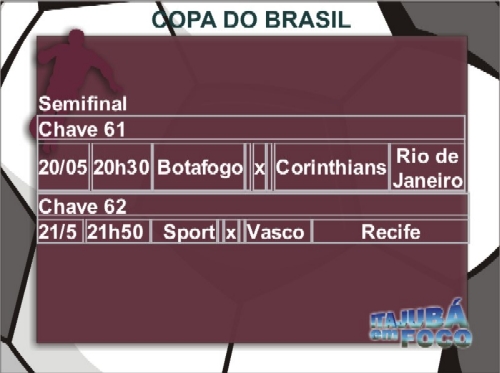 COPA DO BRASIL
Semifinal
Chave 61
20/05 20h30 Botafogo x Corinthians Rio de Janeiro
Chave 62
21/5 21h50 Sport x Vasco Recife
ITAJUBÁ
EM FOCO